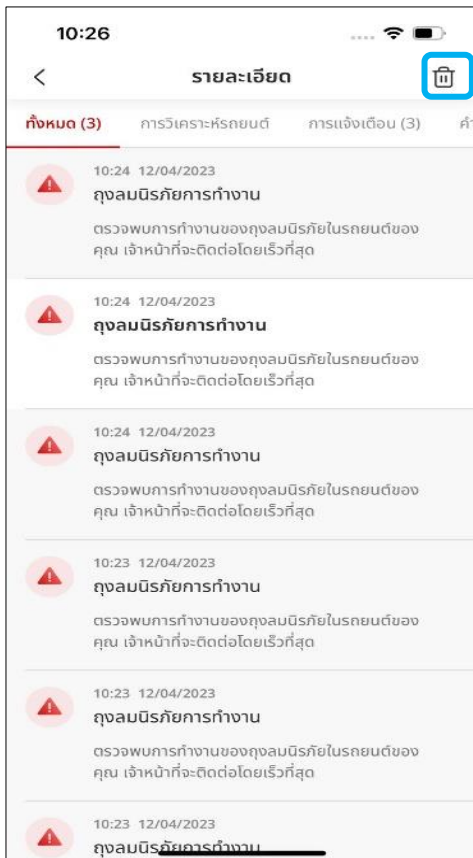 10:26
รายละเอียด
ทั้งหมด (3) การวิเคราะห์รถยนต์ การแจ้งเตือน (3)
10:24 12/04/2023
ถุงลมนิรภัยการทำงาน
ตรวจพบการทำงานของถุงลมนิรภัยในรถยนต์ของ
คุณ เจ้าหน้าที่จะติดต่อโดยเร็วที่สุด
10:24 12/04/2023
ถุงลมนิรภัยการทำงาน
ตรวจพบการทำงานของถุงลมนิรภัยในรถยนต์ของ
คุณ เจ้าหน้าที่จะติดต่อโดยเร็วที่สุด
10:24 12/04/2023
ถุงลมนิรภัยการทำงาน
ตรวจพบการทำงานของถุงลมนิรภัยในรถยนต์ของ
คุณ เจ้าหน้าที่จะติดต่อโดยเร็วที่สุด
10:23 12/04/2023
ถุงลมนิรภัยการทำงาน
ตรวจพบการทำงานของถุงลมนิรภัยในรถยนต์ของ
คุณ เจ้าหน้าที่จะติดต่อโดยเร็วที่สุด
10:23 12/04/2023
ถุงลมนิรภัยการทำงาน
ตรวจพบการทำงานของถุงลมนิรภัยในรถยนต์ของ
คุณ เจ้าหน้าที่จะติดต่อโดยเร็วที่สุด
10:23 12/04/2023
ถุงลมนิรภัยการทำงาน